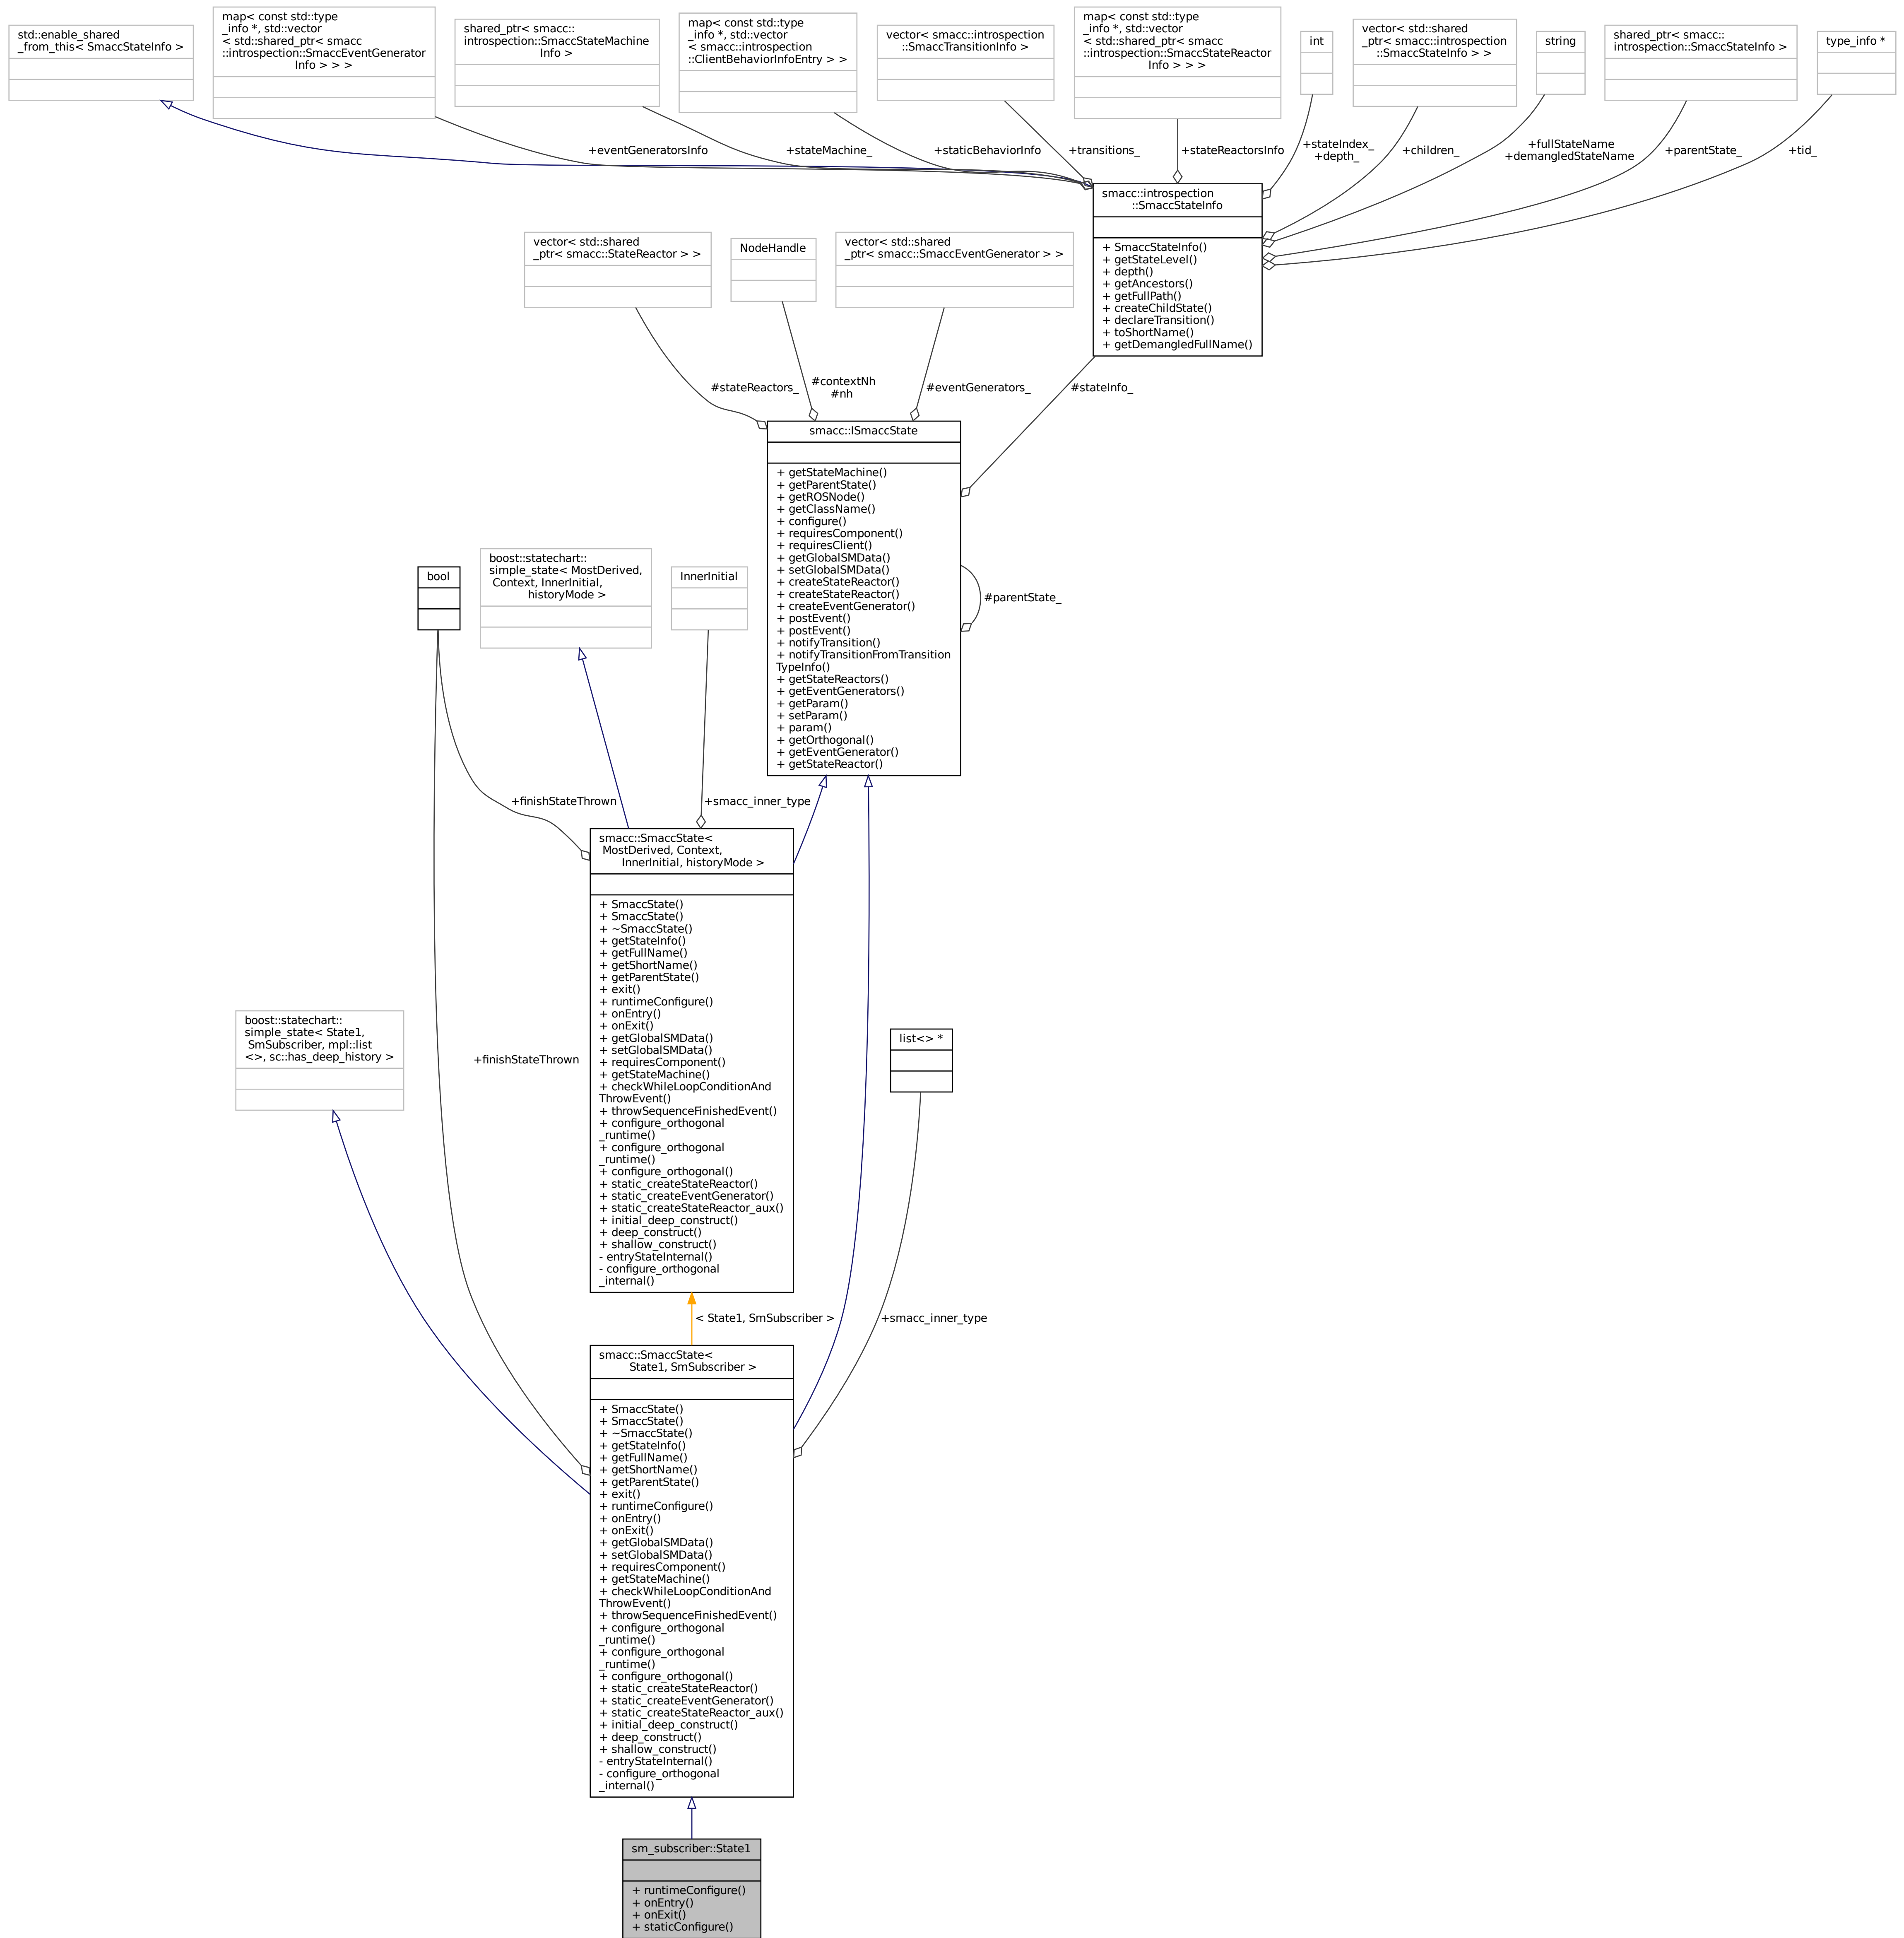 std::enable_shared
_from_this< SmaccStateInfo >
map< const std::type
_info *, std::vector
< std::shared_ptr< smacc
::introspection::SmaccEventGenerator
Info > > >
shared_ptr< smacc::
introspection::SmaccStateMachine
Info >
map< const std::type
_info *, std::vector
< smacc::introspection
::ClientBehaviorInfoEntry > >
vector< smacc::introspection
::SmaccTransitionInfo >
map< const std::type
_info *, std::vector
< std::shared_ptr< smacc
::introspection::SmaccStateReactor
Info > > >
int
vector< std::shared
_ptr< smacc::introspection
::SmaccStateInfo > >
string
shared_ptr< smacc::
introspection::SmaccStateInfo >
type_info *
+eventGeneratorsInfo
+stateMachine_
+staticBehaviorInfo
+transitions_
+stateReactorsInfo
+stateIndex_
+depth_
+children_
+fullStateName
+demangledStateName
+parentState_
+tid_
smacc::introspection
::SmaccStateInfo
+ SmaccStateInfo()
+ getStateLevel()
+ depth()
+ getAncestors()
+ getFullPath()
+ createChildState()
+ declareTransition()
+ toShortName()
+ getDemangledFullName()
vector< std::shared
_ptr< smacc::StateReactor > >
NodeHandle
vector< std::shared
_ptr< smacc::SmaccEventGenerator > >
#stateReactors_
#contextNh
#nh
#eventGenerators_
#stateInfo_
smacc::ISmaccState
+ getStateMachine()
+ getParentState()
+ getROSNode()
+ getClassName()
+ configure()
+ requiresComponent()
+ requiresClient()
+ getGlobalSMData()
+ setGlobalSMData()
+ createStateReactor()
+ createStateReactor()
+ createEventGenerator()
+ postEvent()
+ postEvent()
+ notifyTransition()
+ notifyTransitionFromTransition
TypeInfo()
+ getStateReactors()
+ getEventGenerators()
+ getParam()
+ setParam()
+ param()
+ getOrthogonal()
+ getEventGenerator()
+ getStateReactor()
#parentState_
bool
boost::statechart::
simple_state< MostDerived,
Context, InnerInitial,
historyMode >
InnerInitial
+finishStateThrown
+smacc_inner_type
smacc::SmaccState<
MostDerived, Context,
InnerInitial, historyMode >
+ SmaccState()
+ SmaccState()
+ ~SmaccState()
+ getStateInfo()
+ getFullName()
+ getShortName()
+ getParentState()
+ exit()
+ runtimeConfigure()
+ onEntry()
+ onExit()
+ getGlobalSMData()
+ setGlobalSMData()
+ requiresComponent()
+ getStateMachine()
+ checkWhileLoopConditionAnd
ThrowEvent()
+ throwSequenceFinishedEvent()
+ configure_orthogonal
_runtime()
+ configure_orthogonal
_runtime()
+ configure_orthogonal()
+ static_createStateReactor()
+ static_createEventGenerator()
+ static_createStateReactor_aux()
+ initial_deep_construct()
+ deep_construct()
+ shallow_construct()
- entryStateInternal()
- configure_orthogonal
_internal()
boost::statechart::
simple_state< State1,
SmSubscriber, mpl::list
<>, sc::has_deep_history >
+finishStateThrown
list<> *
< State1, SmSubscriber >
+smacc_inner_type
smacc::SmaccState<
State1, SmSubscriber >
+ SmaccState()
+ SmaccState()
+ ~SmaccState()
+ getStateInfo()
+ getFullName()
+ getShortName()
+ getParentState()
+ exit()
+ runtimeConfigure()
+ onEntry()
+ onExit()
+ getGlobalSMData()
+ setGlobalSMData()
+ requiresComponent()
+ getStateMachine()
+ checkWhileLoopConditionAnd
ThrowEvent()
+ throwSequenceFinishedEvent()
+ configure_orthogonal
_runtime()
+ configure_orthogonal
_runtime()
+ configure_orthogonal()
+ static_createStateReactor()
+ static_createEventGenerator()
+ static_createStateReactor_aux()
+ initial_deep_construct()
+ deep_construct()
+ shallow_construct()
- entryStateInternal()
- configure_orthogonal
_internal()
sm_subscriber::State1
+ runtimeConfigure()
+ onEntry()
+ onExit()
+ staticConfigure()